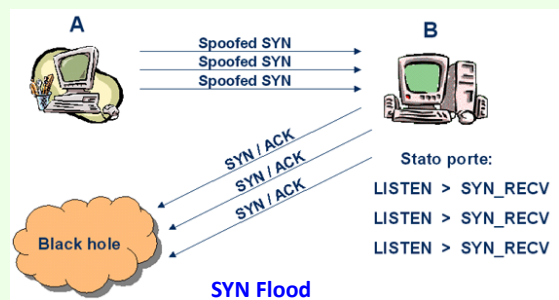 A
B
Spoofed SYN
Spoofed SYN
Spoofed SYN
SYN / ACK
SYN / ACK
SYN / ACK
Stato porte:
LISTEN > SYN_RECV
LISTEN > SYN_RECV
LISTEN > SYN_RECV
Black hole
SYN Flood